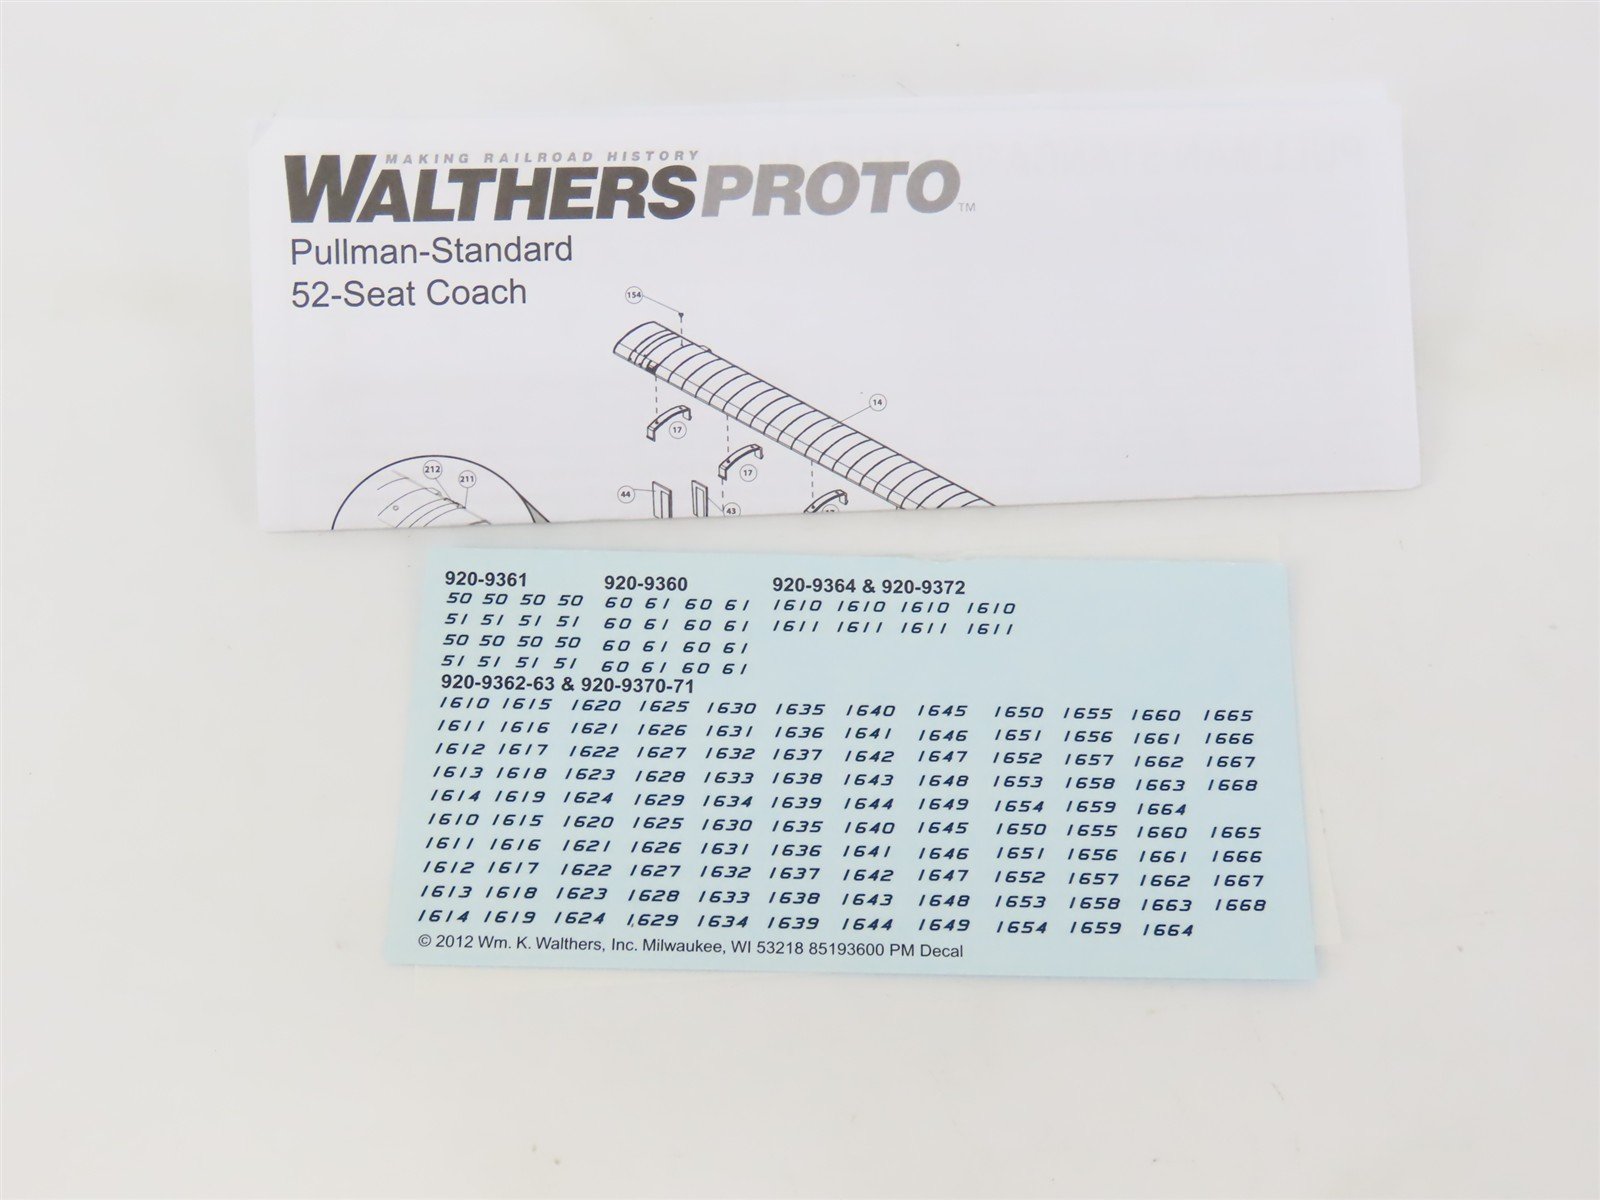 MAKING RAILROAD HISTORY
WALTHERSPROTO™
Pullman-Standard
52-Seat Coach
154
14
17
17
212
211
44
43
920-9361 920-9360 920-9364 & 920-9372
50 50 50 50 60 61 60 61 1610 1610 1610 1610
51 51 51 51 60 61 60 61 1611 1611 1611 1611
50 50 50 50 60 61 60 61
51 51 51 51 60 61 60 61
920-9362-63 & 920-9370-71
1610 1615 1620 1625 1630 1635 1640 1645 1650 1655 1660 1665
1611 1616 1621 1626 1631 1636 1641 1646 1651 1656 1661 1666
1612 1617 1622 1627 1632 1637 1642 1647 1652 1657 1662 1667
1613 1618 1623 1628 1633 1638 1643 1648 1653 1658 1663 1668
1614 1619 1624 1629 1634 1639 1644 1649 1654 1659 1664
1610 1615 1620 1625 1630 1635 1640 1645 1650 1655 1660 1665
1611 1616 1621 1626 1631 1636 1641 1646 1651 1656 1661 1666
1612 1617 1622 1627 1632 1637 1642 1647 1652 1657 1662 1667
1613 1618 1623 1628 1633 1638 1643 1648 1653 1658 1663 1668
1614 1619 1624 1629 1634 1639 1644 1649 1654 1659 1664
© 2012 Wm. K. Walthers, Inc. Milwaukee, WI 53218 85193600 PM Decal